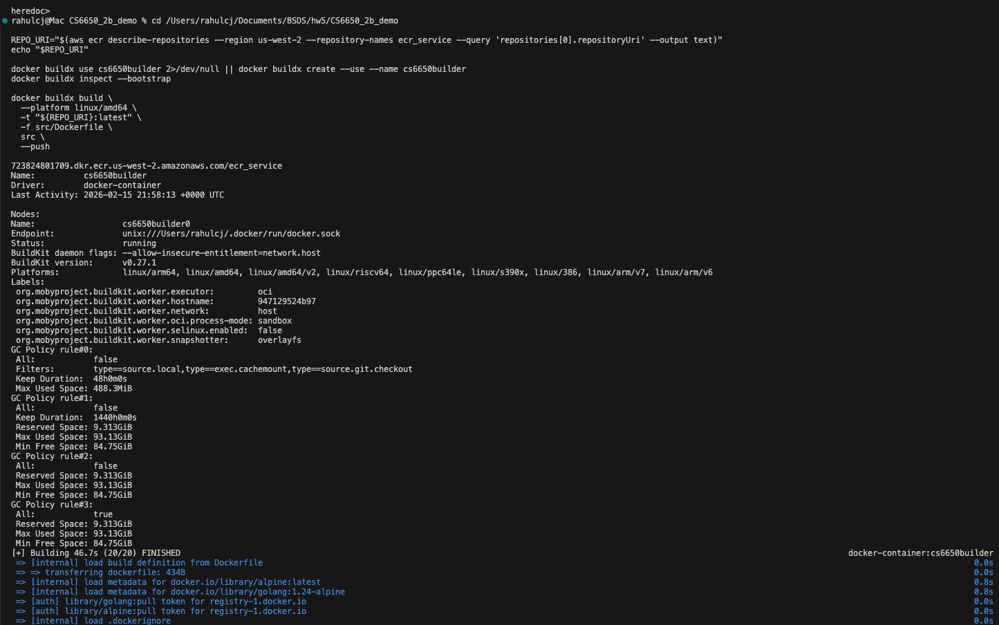 heredoc>
rahulcj@Mac CS6650_2b_demo % cd /Users/rahulcj/Documents/BSDS/hw5/CS6650_2b_demo
REPO_URI="$(aws ecr describe-repositories --region us-west-2 --repository-names ecr_service --query 'repositories[0].repositoryUri' --output text)"
echo "$REPO_URI"
docker buildx use cs6650builder 2>/dev/null || docker buildx create --use --name cs6650builder
docker buildx inspect --bootstrap
docker buildx build \
  --platform linux/amd64 \
  -t "${REPO_URI}:latest" \
  -f src/Dockerfile \
  src \
  --push
723824801709.dkr.ecr.us-west-2.amazonaws.com/ecr_service
Name:          cs6650builder
Driver:        docker-container
Last Activity: 2026-02-15 21:58:13 +0000 UTC
Nodes:
Name:                  cs6650builder0
Endpoint:              unix:///Users/rahulcj/.docker/run/docker.sock
Status:                running
BuildKit daemon flags: --allow-insecure-entitlement=network.host
BuildKit version:      v0.27.1
Platforms:             linux/arm64, linux/amd64, linux/amd64/v2, linux/riscv64, linux/ppc64le, linux/s390x, linux/386, linux/arm/v7, linux/arm/v6
Labels:
 org.mobyproject.buildkit.worker.executor:         oci
 org.mobyproject.buildkit.worker.hostname:         947129524b97
 org.mobyproject.buildkit.worker.network:          host
 org.mobyproject.buildkit.worker.oci.process-mode: sandbox
 org.mobyproject.buildkit.worker.selinux.enabled:  false
 org.mobyproject.buildkit.worker.snapshotter:      overlayfs
GC Policy rule#0:
 All:            false
 Filters:        type==source.local,type==exec.cachemount,type==source.git.checkout
 Keep Duration:  48h0m0s
 Max Used Space: 488.3MiB
GC Policy rule#1:
 All:            false
 Keep Duration:  1440h0m0s
 Reserved Space: 9.313GiB
 Max Used Space: 93.13GiB
 Min Free Space: 84.75GiB
GC Policy rule#2:
 All:            false
 Reserved Space: 9.313GiB
 Max Used Space: 93.13GiB
 Min Free Space: 84.75GiB
GC Policy rule#3:
 All:            true
 Reserved Space: 9.313GiB
 Max Used Space: 93.13GiB
 Min Free Space: 84.75GiB
[+] Building 46.7s (20/20) FINISHED docker-container:cs6650builder
 => [internal] load build definition from Dockerfile 0.0s
 => => transferring dockerfile: 434B 0.0s
 => [internal] load metadata for docker.io/library/alpine:latest 0.8s
 => [internal] load metadata for docker.io/library/golang:1.24-alpine 0.8s
 => [auth] library/golang:pull token for registry-1.docker.io 0.0s
 => [auth] library/alpine:pull token for registry-1.docker.io 0.0s
 => [internal] load .dockerignore 0.0s